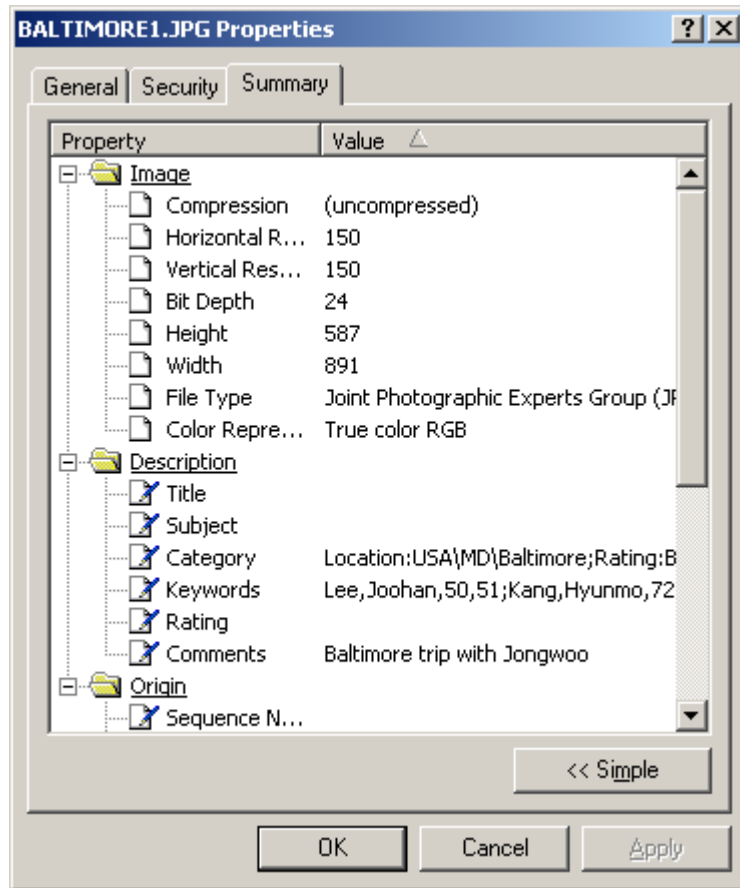 BALTIMORE1.JPG Properties
General Security Summary
Property Value
Image
Compression (uncompressed)
Horizontal R... 150
Vertical Res... 150
Bit Depth 24
Height 587
Width 891
File Type Joint Photographic Experts Group (JF
Color Repre... True color RGB
Description
Title
Subject
Category Location:USA\MD\Baltimore;Rating:B
Keywords Lee,Joohan,50,51;Kang,Hyunmo,72
Rating
Comments Baltimore trip with Jongwoo
Origin
Sequence N...
<< Simple
OK Cancel Apply